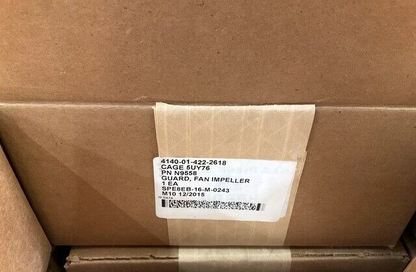 4140-01-422-2618
CAGE 5UY76
PN N9558
GUARD, FAN IMPELLER
1 EA
SPE8EB-16-M-0243
M10 12/2015